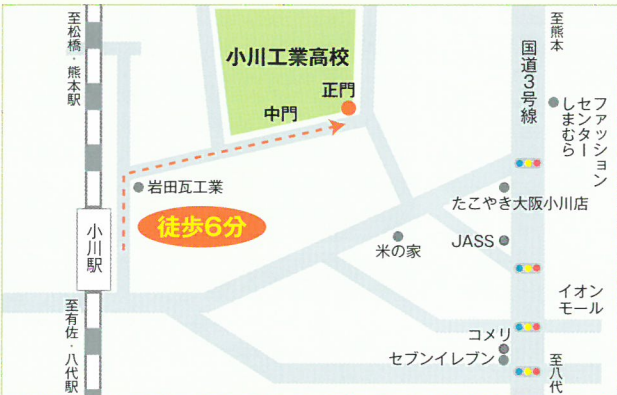 至松橋・熊本駅
小川工業高校
正門
中門
国道3号線
至熊本
ファッション
センター
しまむら
岩田瓦工業
徒歩6分
小川駅
たこやき大阪小川店
米の家
JASS
イオン
モール
コメリ
セブンイレブン
至有佐・八代駅
至八代